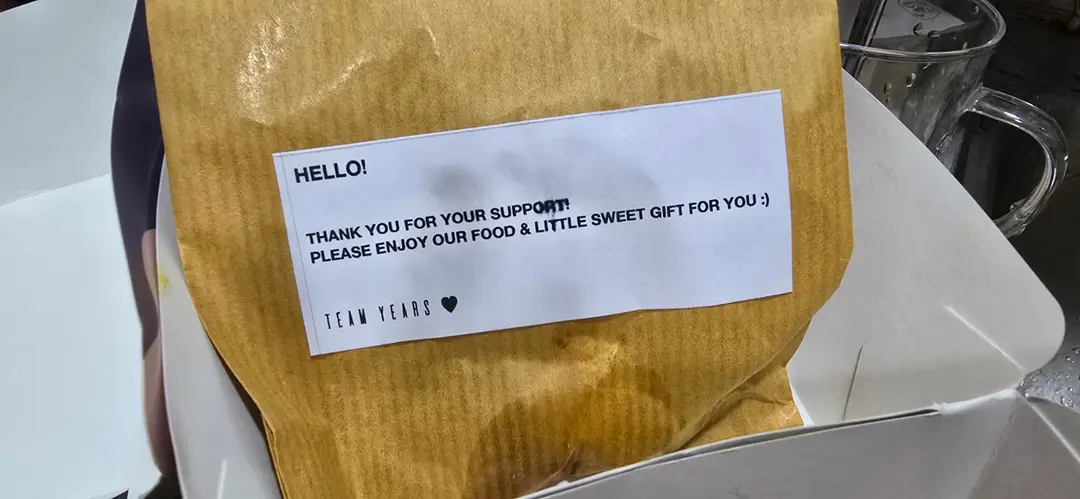 HELLO!
THANK YOU FOR YOUR SUPPORT!
PLEASE ENJOY OUR FOOD & LITTLE SWEET GIFT FOR YOU :)
TEAM YEARS 🖤